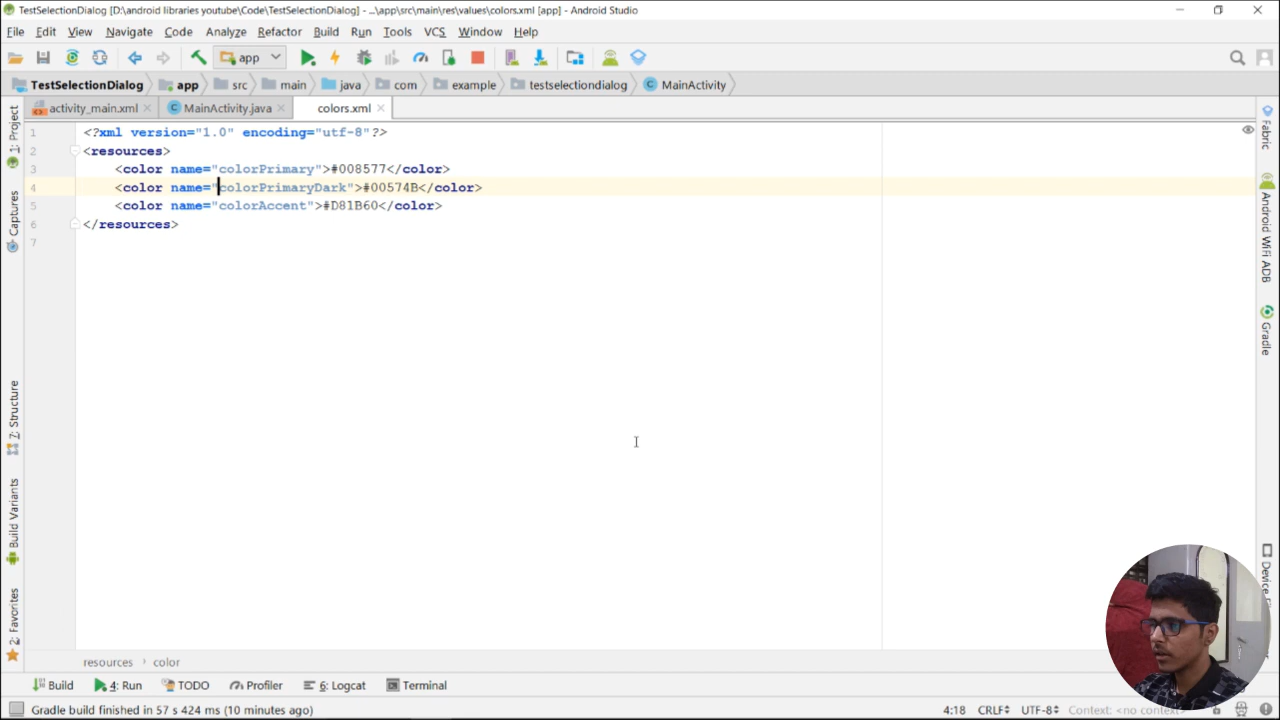 TestSelectionDialog [D:\android libraries youtube\Code\TestSelectionDialog] - ...\app\src\main\res\values\colors.xml [app] - Android Studio
File Edit View Navigate Code Analyze Refactor Build Run Tools VCS Window Help
app
TestSelectionDialog app src main java com example testselectiondialog MainActivity
activity_main.xml MainActivity.java colors.xml
1 <?xml version="1.0" encoding="utf-8"?>
2 <resources>
3 <color name="colorPrimary">#008577</color>
4 <color name="colorPrimaryDark">#00574B</color>
5 <color name="colorAccent">#D81B60</color>
6 </resources>
7
1: Project
Captures
7: Structure
Build Variants
2: Favorites
Fabric
Android WiFi ADB
Gradle
resources › color
Build 4: Run TODO Profiler 6: Logcat Terminal
Gradle build finished in 57 s 424 ms (10 minutes ago) 4:18 CRLF UTF-8 Context: <no context>